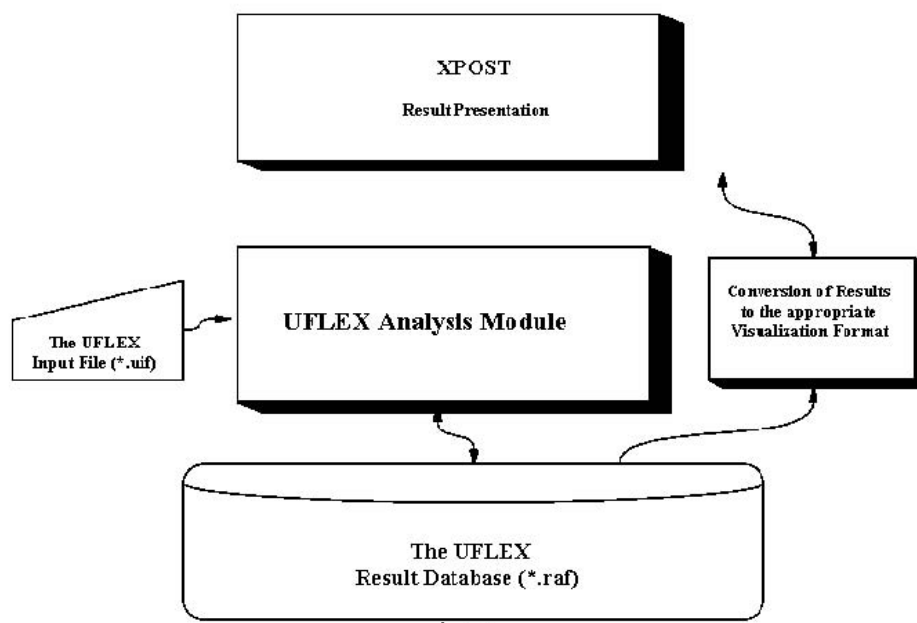 XPOST
Result Presentation
UFLEX Analysis Module
The UFLEX
Input File (*.uif)
Conversion of Results
to the appropriate
Visualization Format
The UFLEX
Result Database (*.raf)